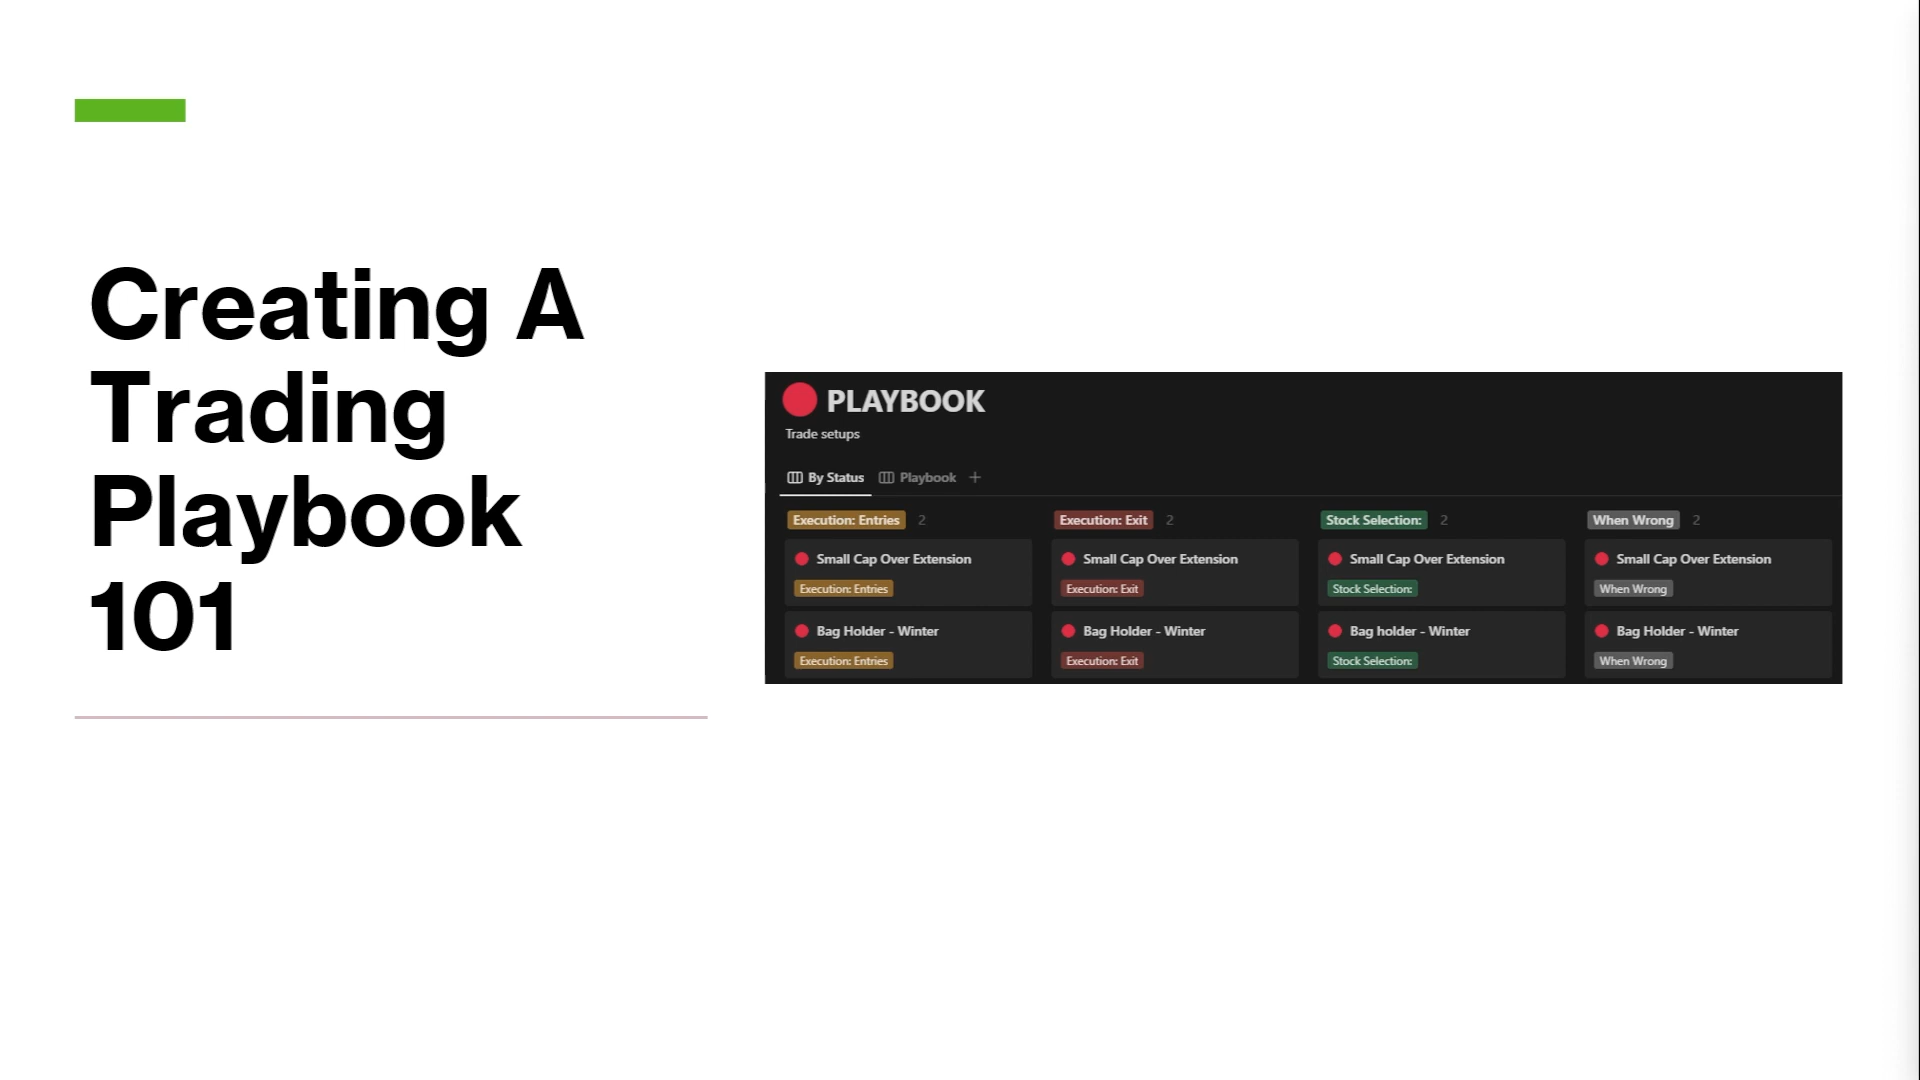 Creating A
Trading
Playbook
101
PLAYBOOK
Trade setups
By Status Playbook +
Execution: Entries 2
Small Cap Over Extension
Execution: Entries
Bag Holder - Winter
Execution: Entries
Execution: Exit 2
Small Cap Over Extension
Execution: Exit
Bag Holder - Winter
Execution: Exit
Stock Selection: 2
Small Cap Over Extension
Stock Selection:
Bag holder - Winter
Stock Selection:
When Wrong 2
Small Cap Over Extension
When Wrong
Bag Holder - Winter
When Wrong